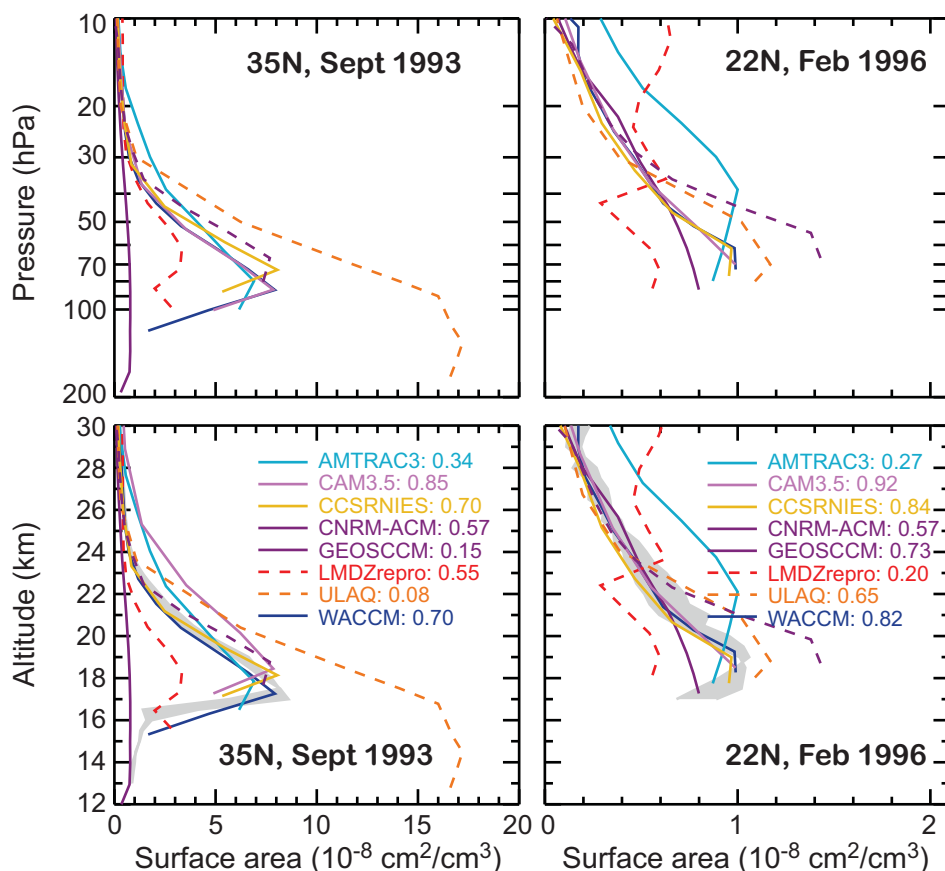 10
20
30
50
70
100
200
Pressure (hPa)
35N, Sept 1993
22N, Feb 1996
30
28
26
24
22
20
18
16
14
12
Altitude (km)
AMTRAC3: 0.34
CAM3.5: 0.85
CCSRNIES: 0.70
CNRM-ACM: 0.57
GEOSCCM: 0.15
LMDZrepro: 0.55
ULAQ: 0.08
WACCM: 0.70
35N, Sept 1993
AMTRAC3: 0.27
CAM3.5: 0.92
CCSRNIES: 0.84
CNRM-ACM: 0.57
GEOSCCM: 0.73
LMDZrepro: 0.20
ULAQ: 0.65
WACCM: 0.82
22N, Feb 1996
0 5 10 15 20
0 1 2
Surface area (10⁻⁸ cm²/cm³)
Surface area (10⁻⁸ cm²/cm³)